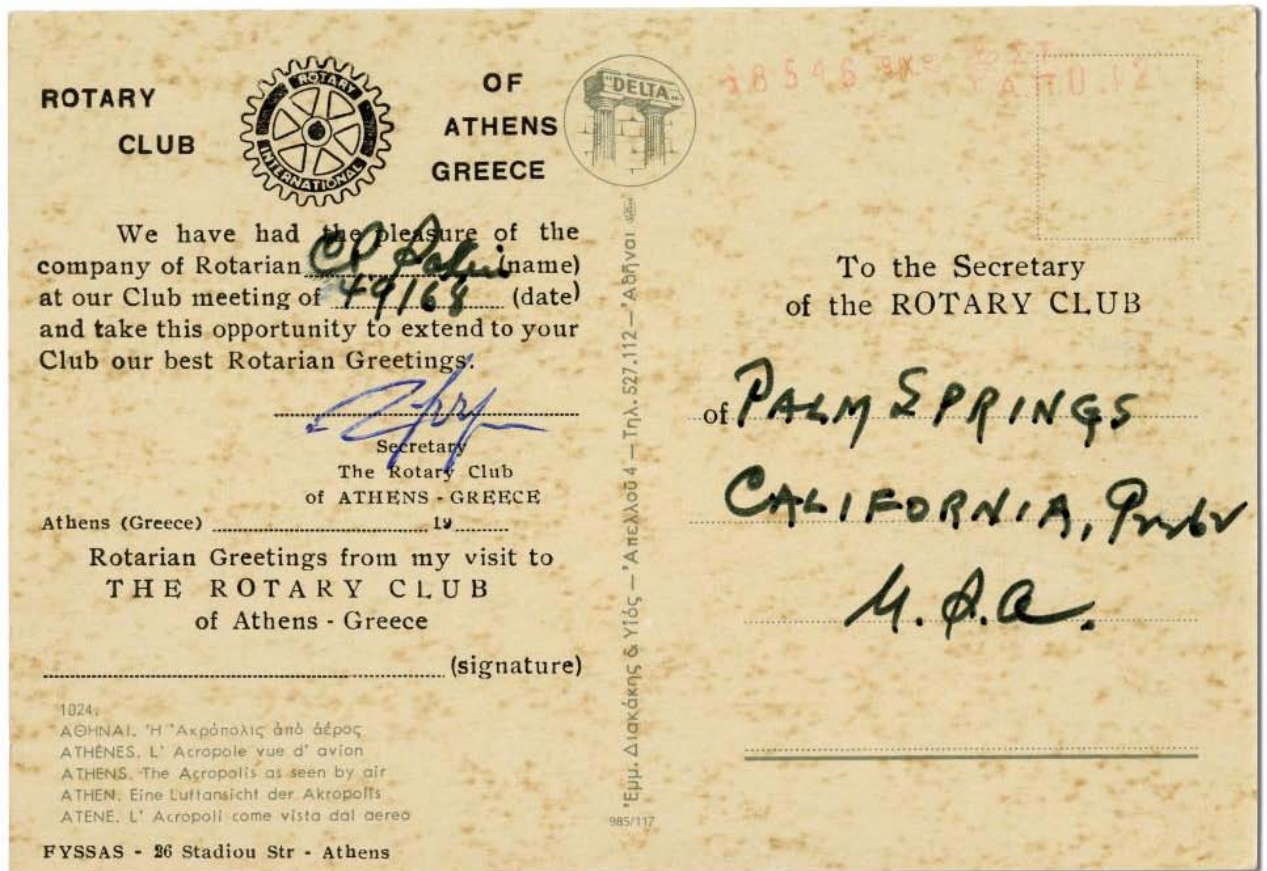 ROTARY
CLUB
ROTARY
INTERNATIONAL
OF
ATHENS
GREECE
We have had the pleasure of the
company of Rotarian C.P. (name)
at our Club meeting of (date)
and take this opportunity to extend to your
Club our best Rotarian Greetings.
Secretary
The Rotary Club
of ATHENS - GREECE
Athens (Greece) 19
Rotarian Greetings from my visit to
THE ROTARY CLUB
of Athens - Greece
(signature)
1024.
ΑΘΗΝΑΙ. Ἡ Ἀκρόπολις ἀπὸ ἀέρος
ATHÈNES. L' Acropole vue d' avion
ATHENS. The Acropolis as seen by air
ATHEN. Eine Luftansicht der Akropolis
ATENE. L' Acropoli come vista dal aereo
FYSSAS - 26 Stadiou Str - Athens
"DELTA"
Ἐμμ. Διακάκης & Υἱός — Ἀπελλοῦ 4 — Τηλ. 527.112 — Ἀθῆναι
985/117
To the Secretary
of the ROTARY CLUB
of PALM SPRINGS
CALIFORNIA,
U.S.A.